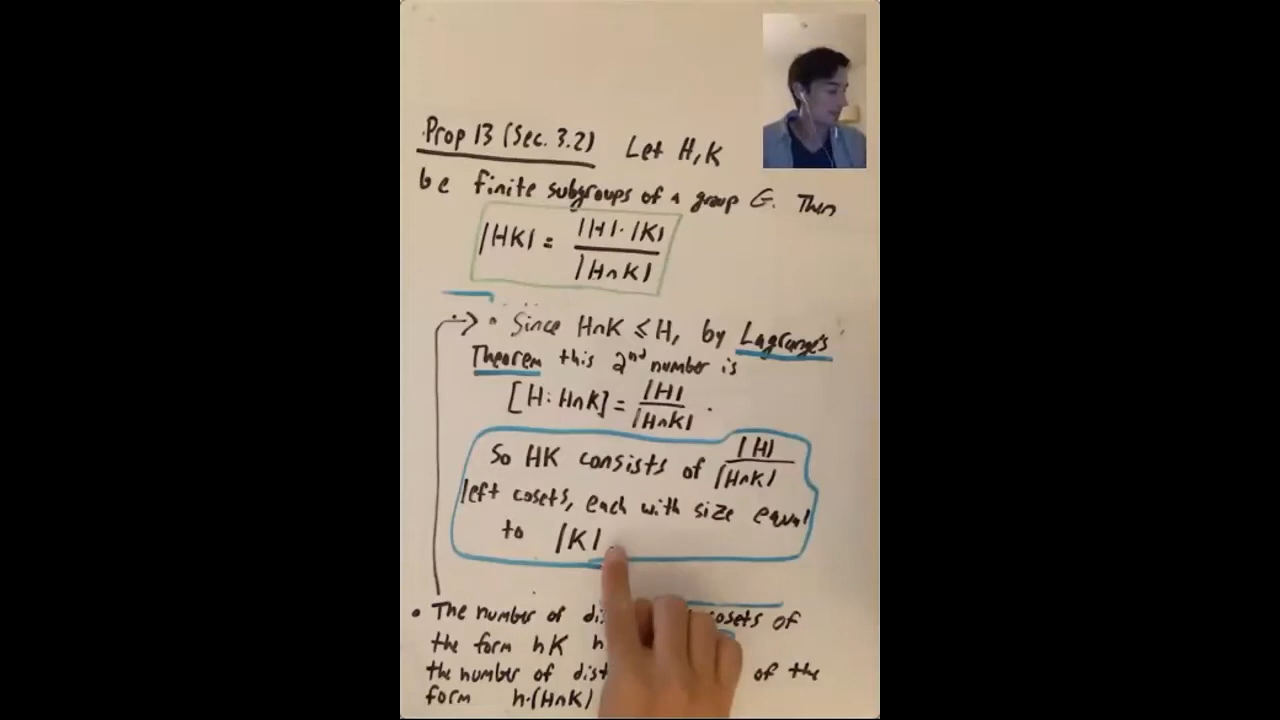 Prop 13 (Sec. 3.2) Let H, K
be finite subgroups of a group G. Then
|HK| = |H|·|K| / |H∩K|
• Since H∩K ≤ H, by Lagrange's
Theorem this 2nd number is
[H : H∩K] = |H| / |H∩K| .
So HK consists of |H| / |H∩K|
left cosets, each with size equal
to |K|.
• The number of cosets of
the form hK h
the number of of the
form h·(H∩K)